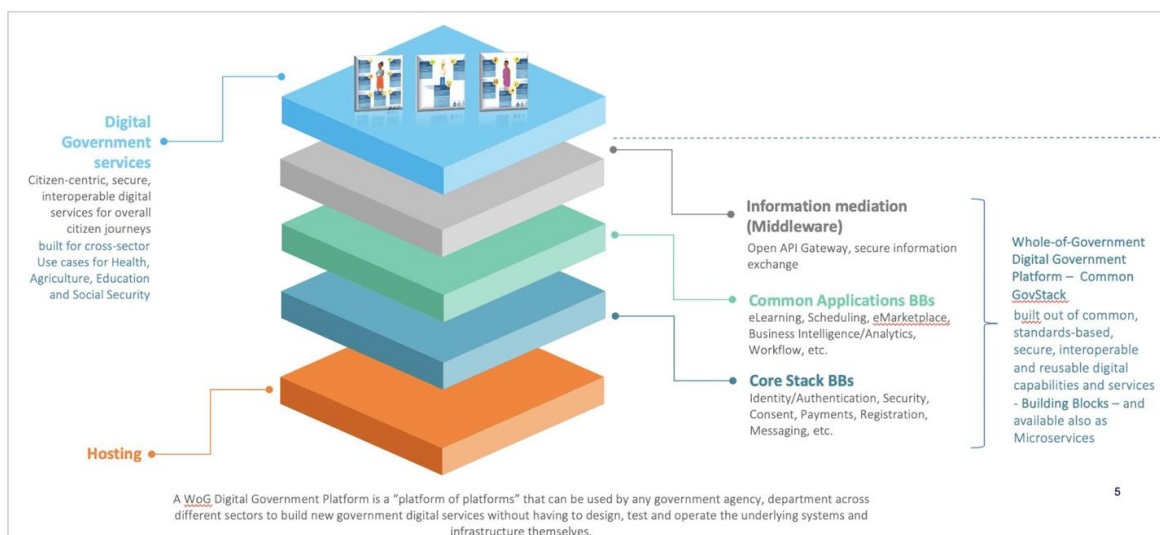 Digital
Government
services
Citizen-centric, secure,
interoperable digital
services for overall
citizen journeys
built for cross-sector
Use cases for Health,
Agriculture, Education
and Social Security
Hosting
Information mediation
(Middleware)
Open API Gateway, secure information
exchange
Common Applications BBs
eLearning, Scheduling, eMarketplace,
Business Intelligence/Analytics,
Workflow, etc.
Core Stack BBs
Identity/Authentication, Security,
Consent, Payments, Registration,
Messaging, etc.
Whole-of-Government
Digital Government
Platform – Common
GovStack
built out of common,
standards-based,
secure, interoperable
and reusable digital
capabilities and services
- Building Blocks – and
available also as
Microservices
A WoG Digital Government Platform is a “platform of platforms” that can be used by any government agency, department across
different sectors to build new government digital services without having to design, test and operate the underlying systems and
infrastructure themselves.
5